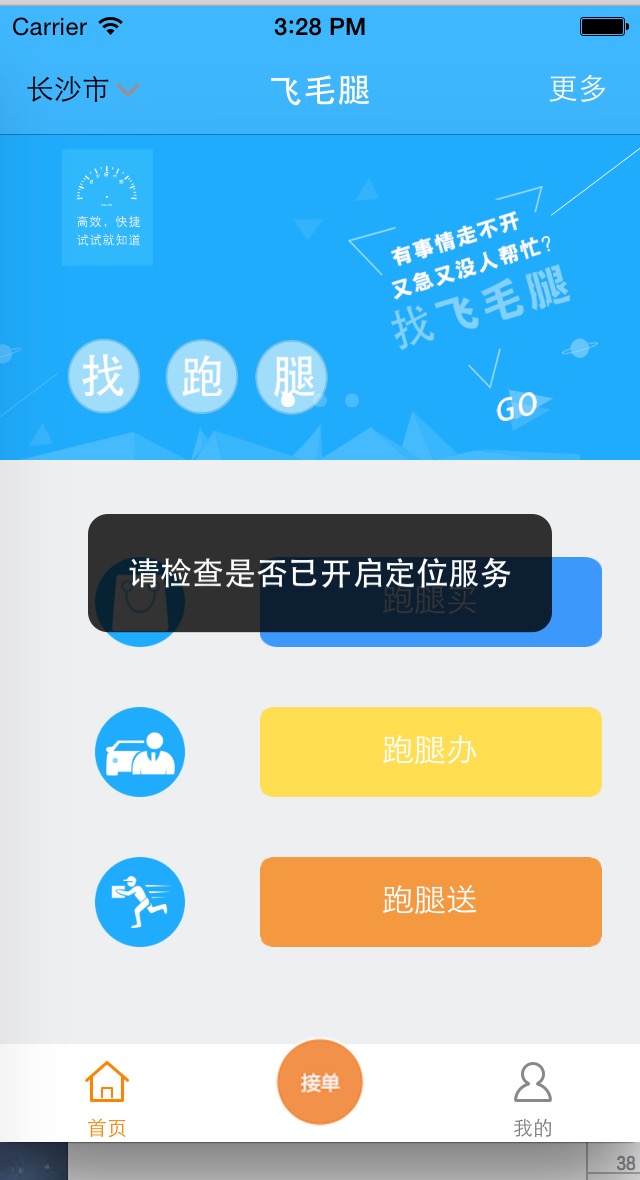 Carrier 3:28 PM
长沙市 飞毛腿 更多
高效，快捷
试试就知道
有事情走不开
又急又没人帮忙?
找飞毛腿
找 跑 腿
GO
请检查是否已开启定位服务
跑腿买
跑腿办
跑腿送
接单
首页 我的
38